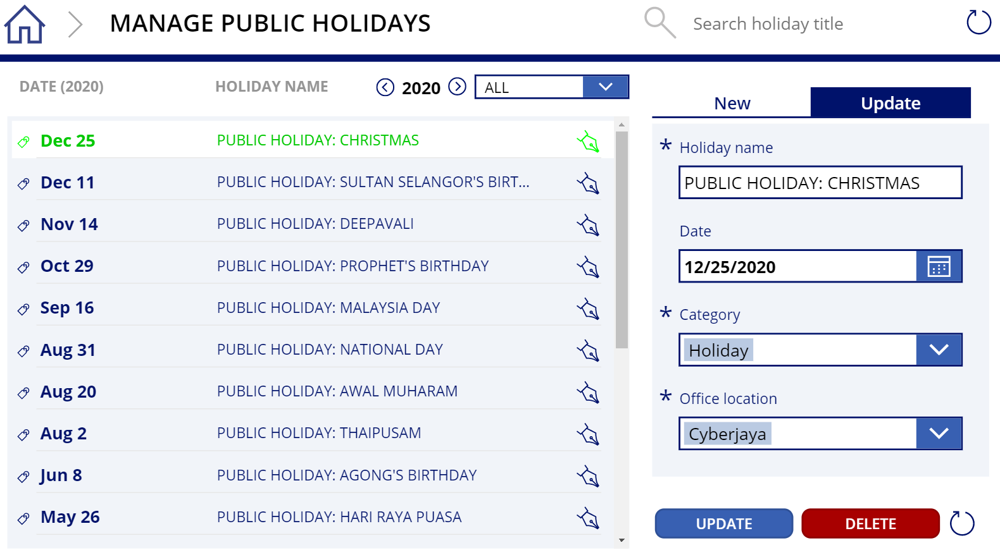 MANAGE PUBLIC HOLIDAYS
Search holiday title
DATE (2020)
HOLIDAY NAME
2020
ALL
Dec 25 PUBLIC HOLIDAY: CHRISTMAS
Dec 11 PUBLIC HOLIDAY: SULTAN SELANGOR'S BIRT...
Nov 14 PUBLIC HOLIDAY: DEEPAVALI
Oct 29 PUBLIC HOLIDAY: PROPHET'S BIRTHDAY
Sep 16 PUBLIC HOLIDAY: MALAYSIA DAY
Aug 31 PUBLIC HOLIDAY: NATIONAL DAY
Aug 20 PUBLIC HOLIDAY: AWAL MUHARAM
Aug 2 PUBLIC HOLIDAY: THAIPUSAM
Jun 8 PUBLIC HOLIDAY: AGONG'S BIRTHDAY
May 26 PUBLIC HOLIDAY: HARI RAYA PUASA
New
Update
* Holiday name
PUBLIC HOLIDAY: CHRISTMAS
Date
12/25/2020
* Category
Holiday
* Office location
Cyberjaya
UPDATE
DELETE